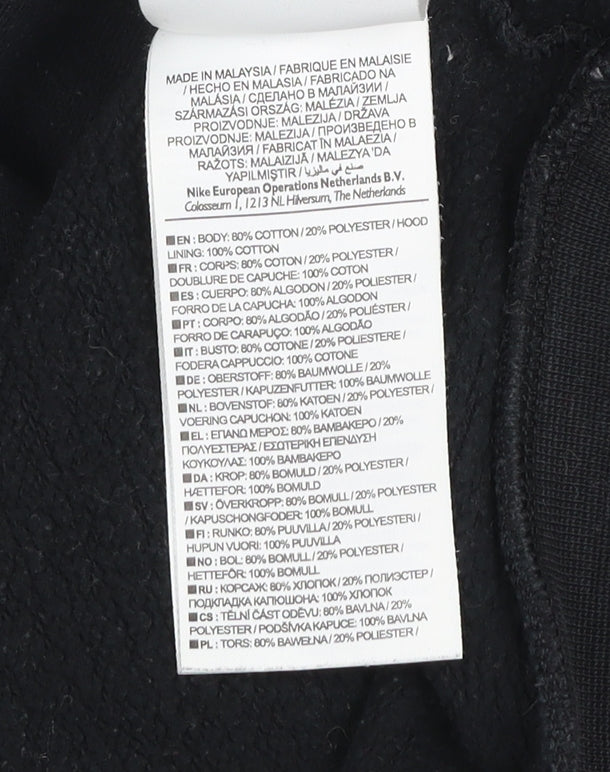 MADE IN MALAYSIA / FABRIQUE EN MALAISIE
/ HECHO EN MALASIA / FABRICADO NA
MALÁSIA / СДЕЛАНО В МАЛАЙЗИИ /
SZÁRMAZÁSI ORSZÁG: MALÉZIA / ZEMLJA
PROIZVODNJE: MALEZIJA / DRŽAVA
PROIZVODNJE: MALEZIJA / ПРОИЗВЕДЕНО В
МАЛАЙЗИЯ / FABRICAT ÎN MALAEZIA /
RAŽOTS: MALAIZIJĀ / MALEZYA 'DA
YAPILMIŞTIR / صنع في ماليزيا
Nike European Operations Netherlands B.V.
Colosseum 1, 1213 NL Hilversum, The Netherlands
EN : BODY: 80% COTTON / 20% POLYESTER / HOOD
LINING: 100% COTTON
FR : CORPS: 80% COTON / 20% POLYESTER /
DOUBLURE DE CAPUCHE: 100% COTON
ES : CUERPO: 80% ALGODON / 20% POLIESTER /
FORRO DE LA CAPUCHA: 100% ALGODON
PT : CORPO: 80% ALGODÃO / 20% POLIÉSTER /
FORRO DE CARAPUÇO: 100% ALGODÃO
IT : BUSTO: 80% COTONE / 20% POLIESTERE /
FODERA CAPPUCCIO: 100% COTONE
DE : OBERSTOFF: 80% BAUMWOLLE / 20%
POLYESTER / KAPUZENFUTTER: 100% BAUMWOLLE
NL : BOVENSTOF: 80% KATOEN / 20% POLYESTER /
VOERING CAPUCHON: 100% KATOEN
EL : ΕΠΑΝΩ ΜΕΡΟΣ: 80% ΒΑΜΒΑΚΕΡΟ / 20%
ΠΟΛΥΕΣΤΕΡΑΣ / ΕΣΩΤΕΡΙΚΗ ΕΠΕΝΔΥΣΗ
ΚΟΥΚΟΥΛΑΣ: 100% ΒΑΜΒΑΚΕΡΟ
DA : KROP: 80% BOMULD / 20% POLYESTER /
HÆTTEFOR: 100% BOMULD
SV : ÖVERKROPP: 80% BOMULL / 20% POLYESTER
/ KAPUSCHONGFODER: 100% BOMULL
FI : RUNKO: 80% PUUVILLA / 20% POLYESTERI /
HUPUN VUORI: 100% PUUVILLA
NO : BOL: 80% BOMULL / 20% POLYESTER /
HETTEFÔR: 100% BOMULL
RU : КОРСАЖ: 80% ХЛОПОК / 20% ПОЛИЭСТЕР /
ПОДКЛАДКА КАПЮШОНА: 100% ХЛОПОК
CS : TĚLNÍ ČÁST ODĚVU: 80% BAVLNA / 20%
POLYESTER / PODŠÍVKA KAPUCE: 100% BAVLNA
PL : TORS: 80% BAWEŁNA / 20% POLIESTER /